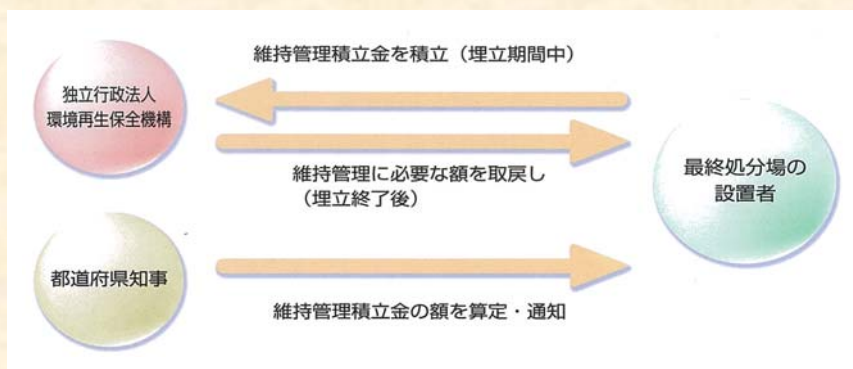 維持管理積立金を積立（埋立期間中）
独立行政法人
環境再生保全機構
維持管理に必要な額を取戻し
（埋立終了後）
最終処分場の
設置者
都道府県知事
維持管理積立金の額を算定・通知